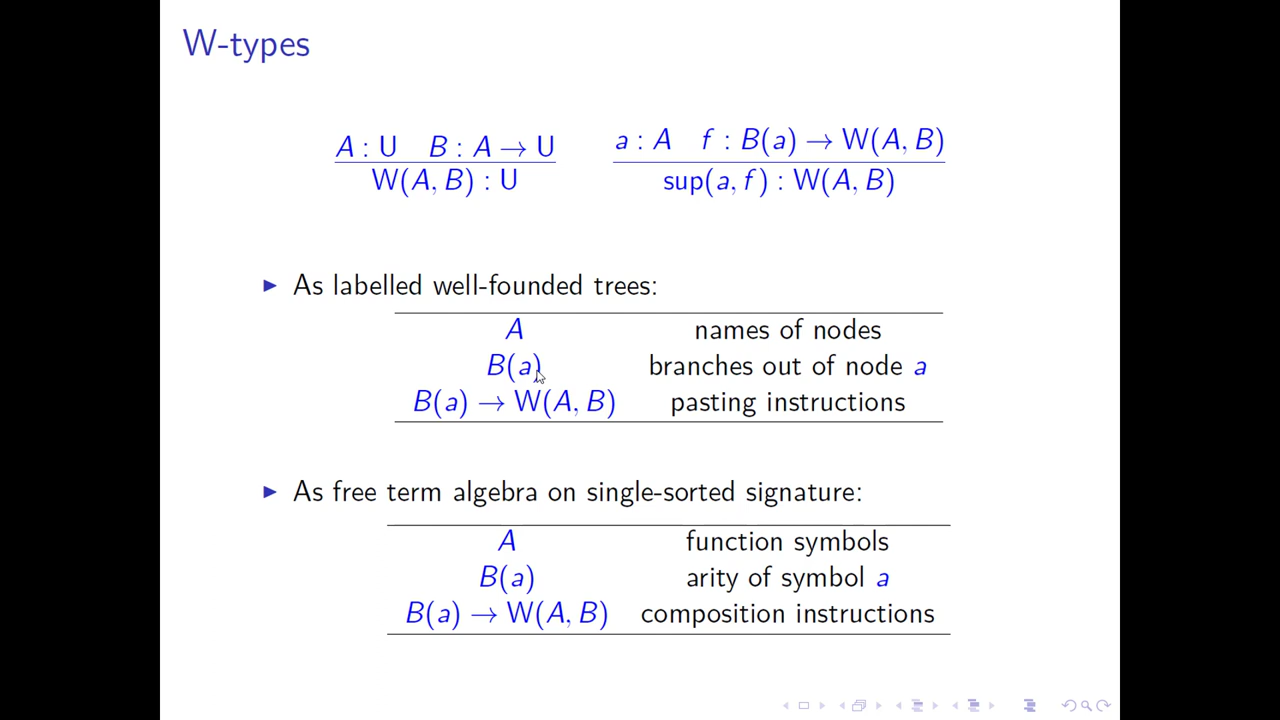 W-types
A : U B : A → U
W(A, B) : U
a : A f : B(a) → W(A, B)
sup(a, f) : W(A, B)
▶ As labelled well-founded trees:
A names of nodes
B(a) branches out of node a
B(a) → W(A, B) pasting instructions
▶ As free term algebra on single-sorted signature:
A function symbols
B(a) arity of symbol a
B(a) → W(A, B) composition instructions